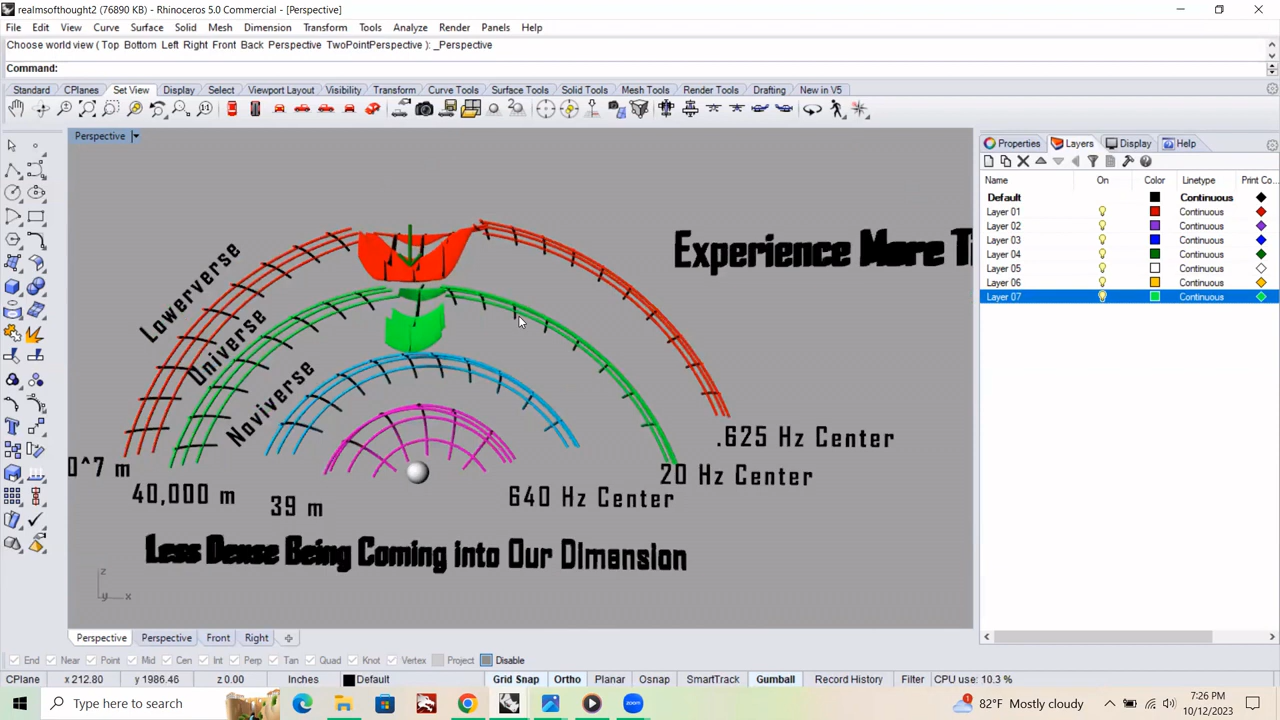 realmsofthought2 (76890 KB) - Rhinoceros 5.0 Commercial - [Perspective]
File Edit View Curve Surface Solid Mesh Dimension Transform Tools Analyze Render Panels Help
Choose world view ( Top Bottom Left Right Front Back Perspective TwoPointPerspective ): _Perspective
Command:
Standard CPlanes Set View Display Select Viewport Layout Visibility Transform Curve Tools Surface Tools Solid Tools Mesh Tools Render Tools Drafting New in V5
Perspective
Properties Layers Display Help
Name On Color Linetype Print Co...
Default Continuous
Layer 01 Continuous
Layer 02 Continuous
Layer 03 Continuous
Layer 04 Continuous
Layer 05 Continuous
Layer 06 Continuous
Layer 07 Continuous
Experience More Ti
Lowerverse
Universe
Noviverse
.625 Hz Center
20 Hz Center
640 Hz Center
0^7 m
40,000 m
39 m
Less Dense Being Coming into Our Dimension
z
y x
Perspective Perspective Front Right
End Near Point Mid Cen Int Perp Tan Quad Knot Vertex Project Disable
CPlane x 212.80 y 1986.46 z 0.00 Inches Default Grid Snap Ortho Planar Osnap SmartTrack Gumball Record History Filter CPU use: 10.3 %
Type here to search
82°F Mostly cloudy
7:26 PM
10/12/2023